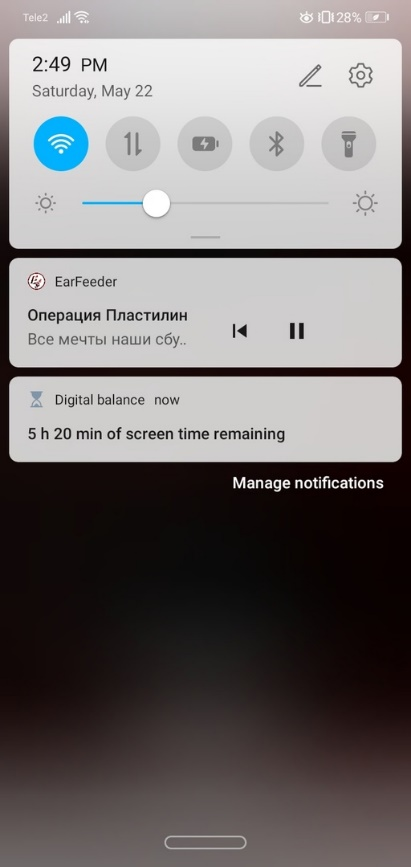 Tele2 28%
2:49 PM
Saturday, May 22
EarFeeder
Операция Пластилин
Все мечты наши сбу..
Digital balance now
5 h 20 min of screen time remaining
Manage notifications